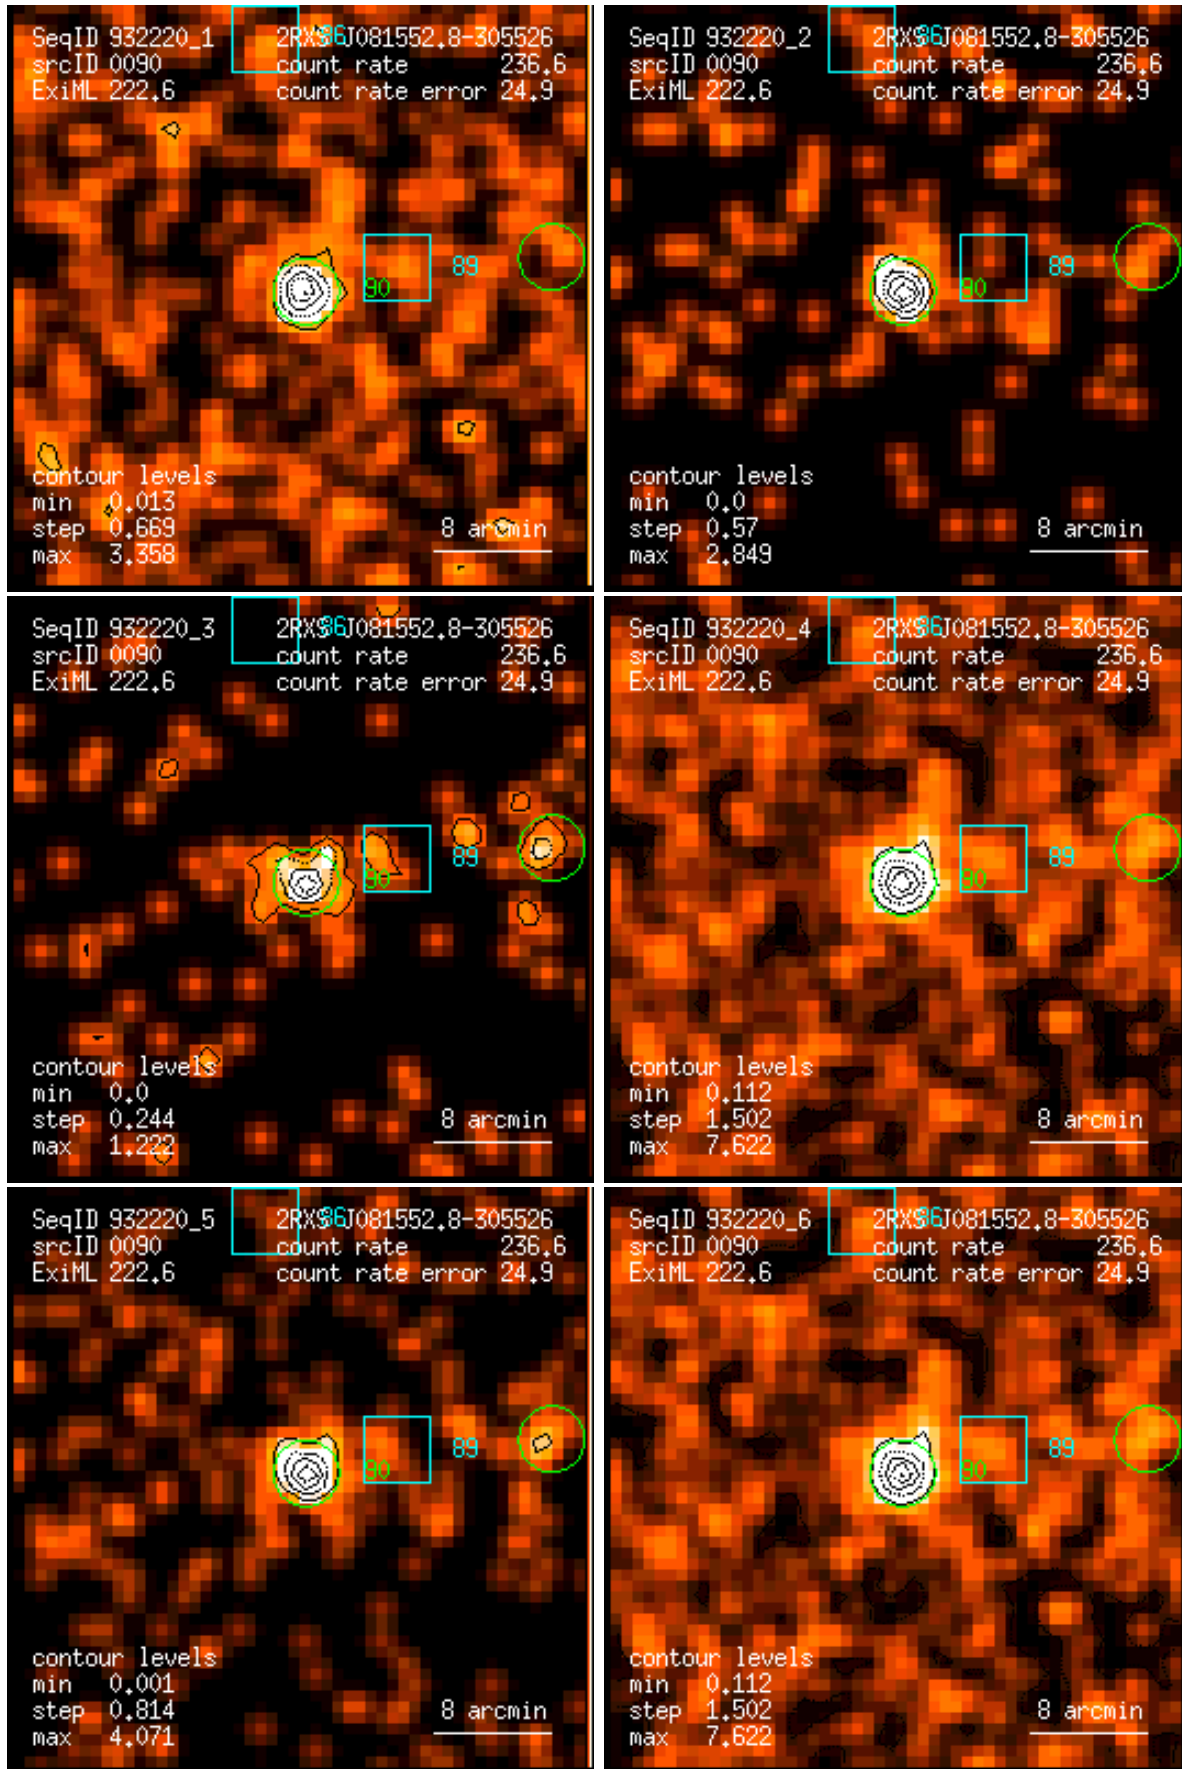 SeqID 932220_1 2RXS J081552.8-305526
86
srcID 0090 count rate 236.6
ExiML 222.6 count rate error 24.9
89
90
contour levels
min 0.013
step 0.669 8 arcmin
max 3.358
SeqID 932220_2 2RXS J081552.8-305526
86
srcID 0090 count rate 236.6
ExiML 222.6 count rate error 24.9
89
90
contour levels
min 0.0
step 0.57 8 arcmin
max 2.849
SeqID 932220_3 2RXS J081552.8-305526
86
srcID 0090 count rate 236.6
ExiML 222.6 count rate error 24.9
89
90
contour levels
min 0.0
step 0.244 8 arcmin
max 1.222
SeqID 932220_4 2RXS J081552.8-305526
86
srcID 0090 count rate 236.6
ExiML 222.6 count rate error 24.9
89
90
contour levels
min 0.112
step 1.502 8 arcmin
max 7.622
SeqID 932220_5 2RXS J081552.8-305526
86
srcID 0090 count rate 236.6
ExiML 222.6 count rate error 24.9
89
90
contour levels
min 0.001
step 0.814 8 arcmin
max 4.071
SeqID 932220_6 2RXS J081552.8-305526
86
srcID 0090 count rate 236.6
ExiML 222.6 count rate error 24.9
89
90
contour levels
min 0.112
step 1.502 8 arcmin
max 7.622